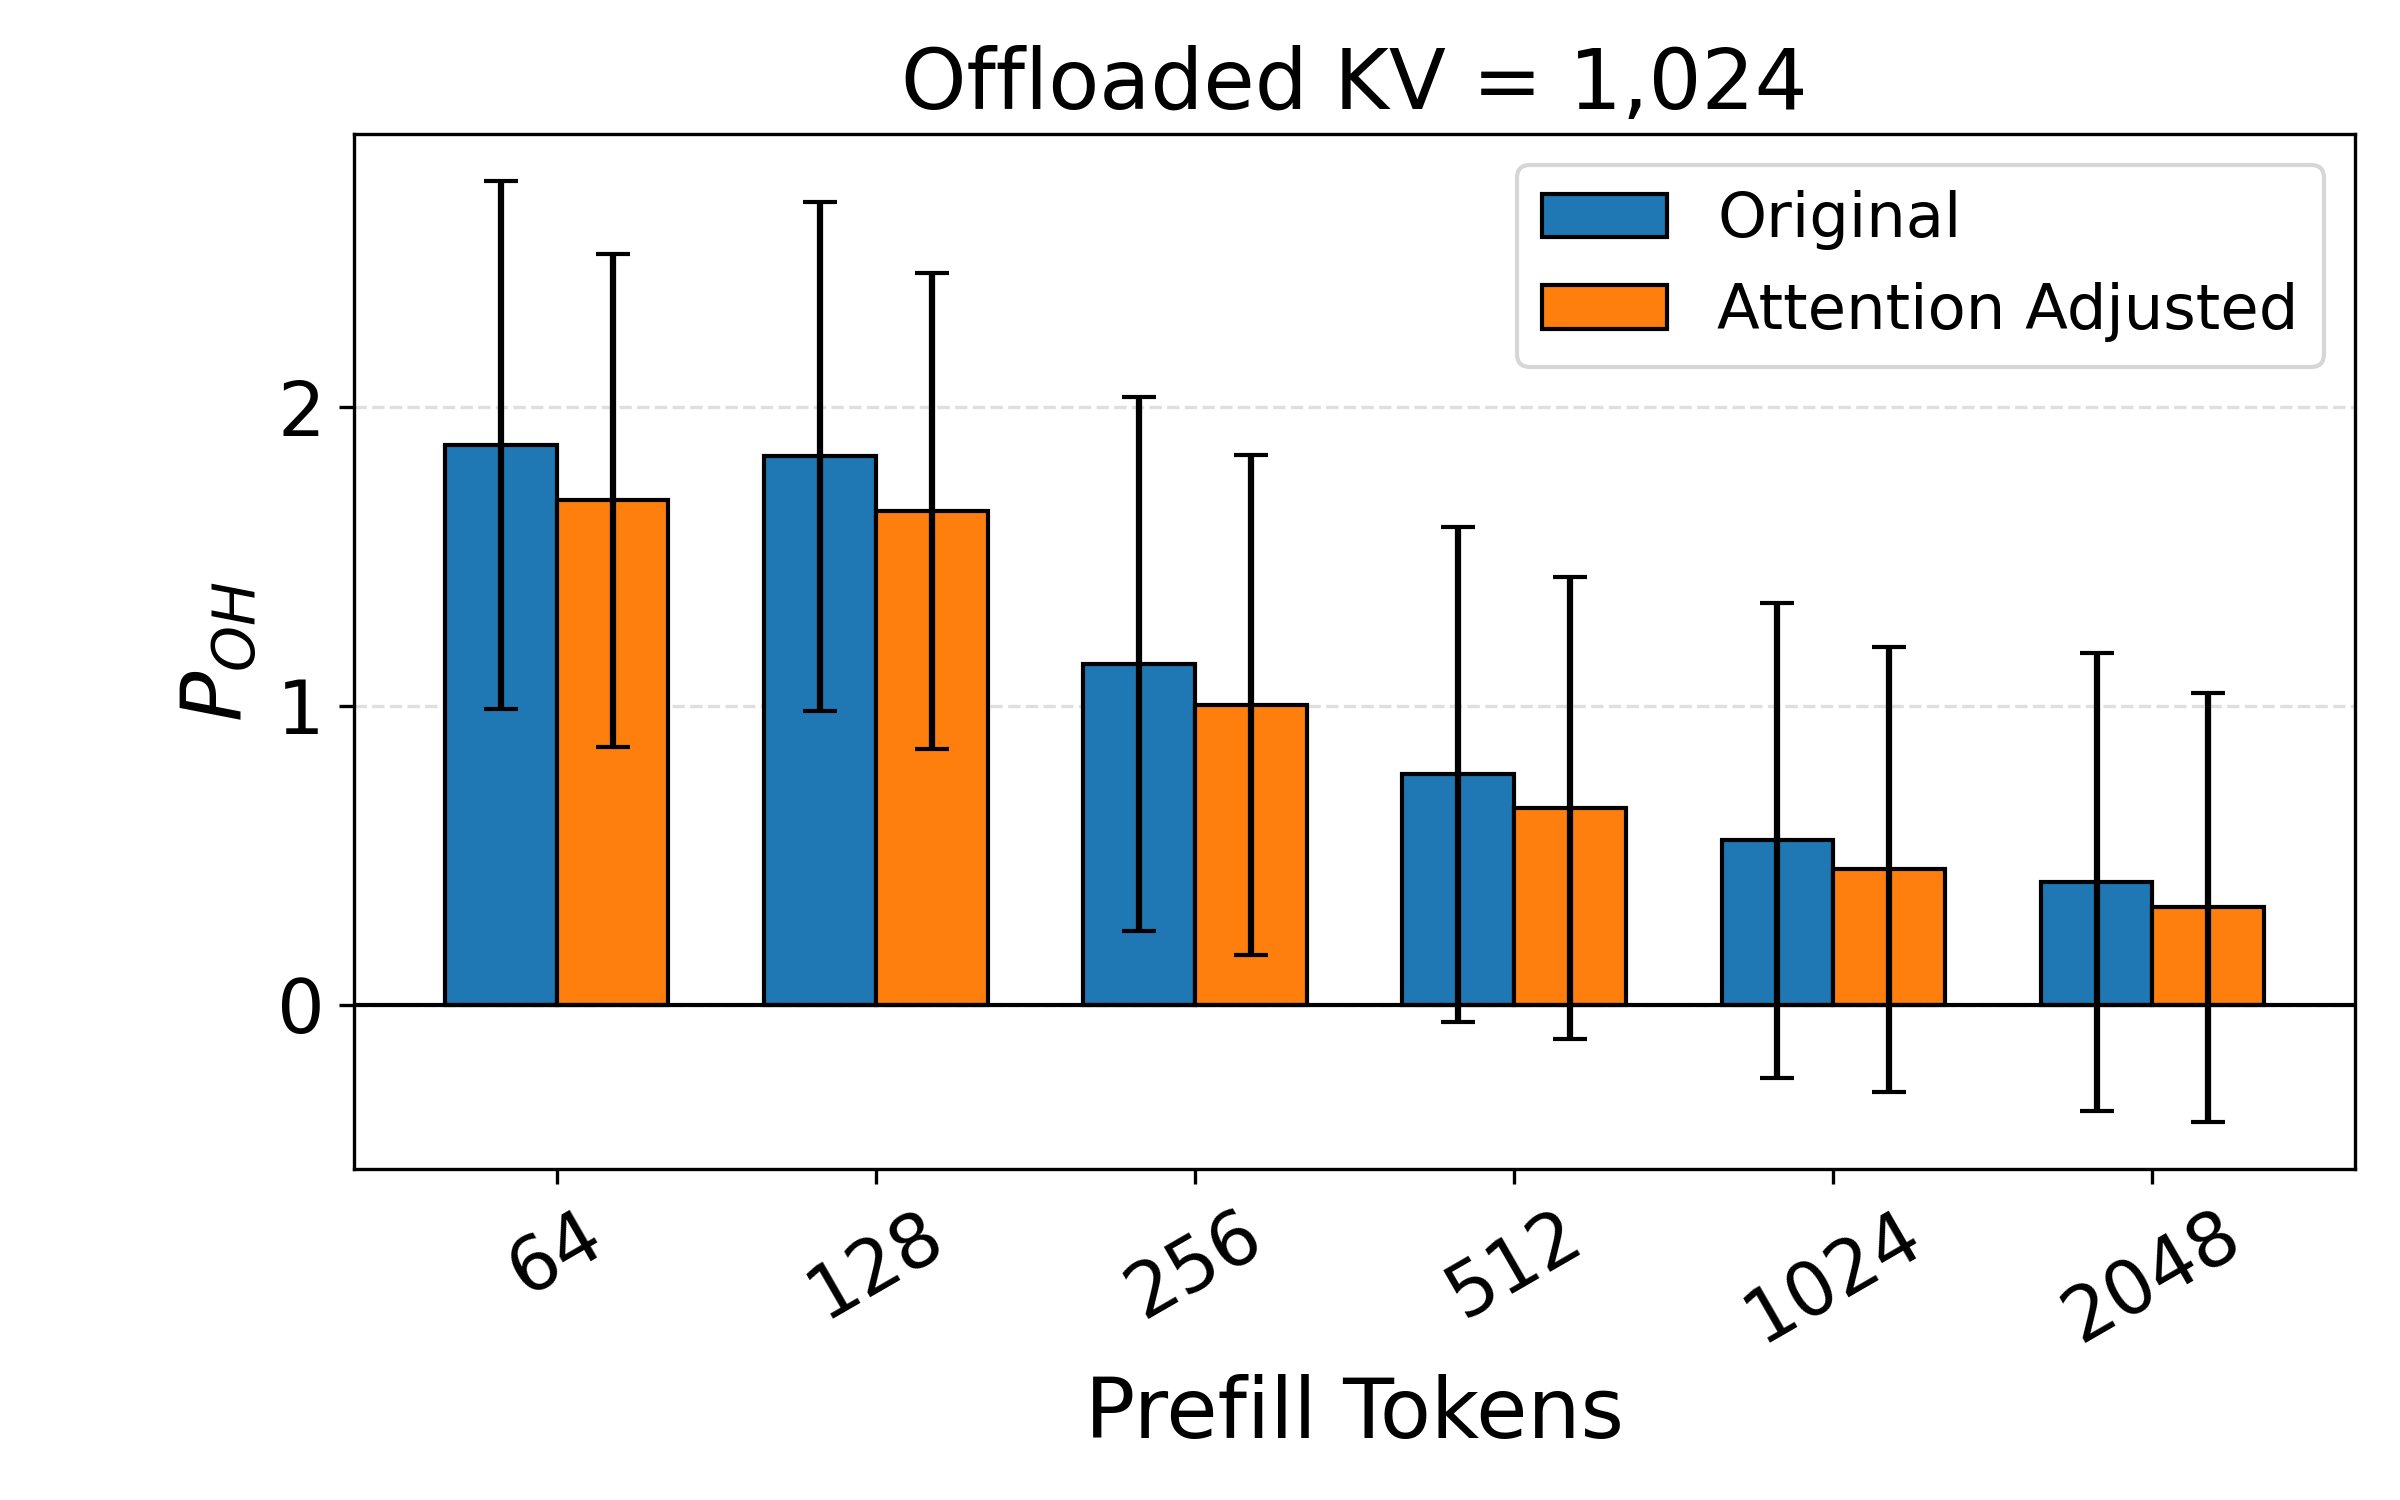 Offloaded KV = 1,024
Original
Attention Adjusted
P_OH
2
1
0
64
128
256
512
1024
2048
Prefill Tokens